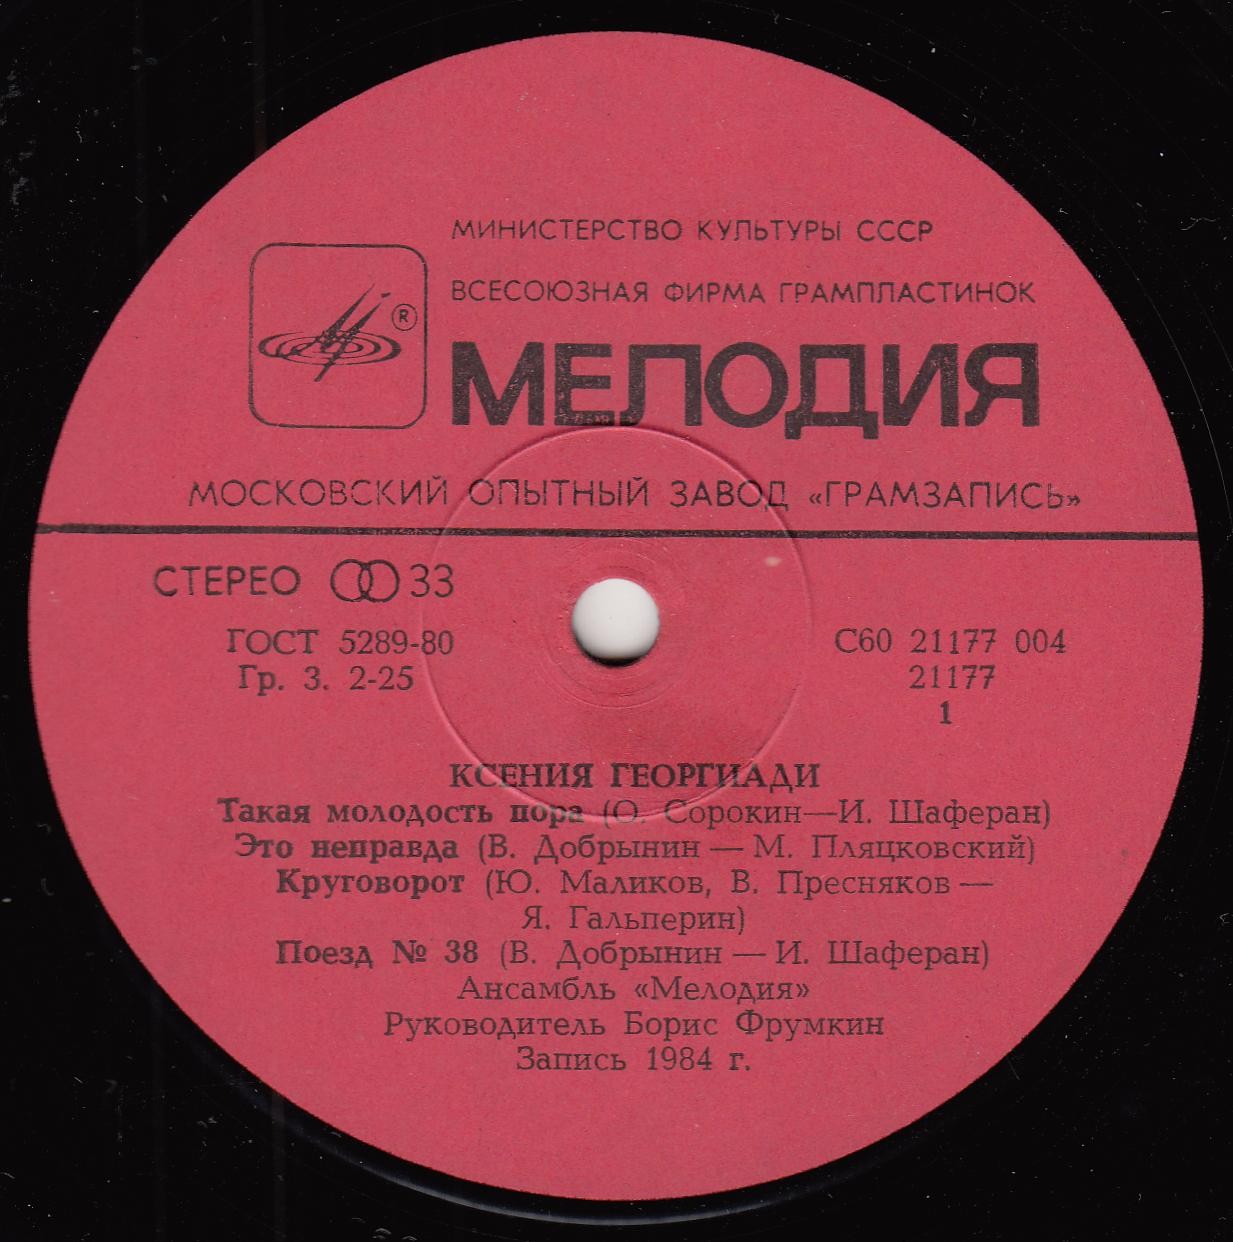 МИНИСТЕРСТВО КУЛЬТУРЫ СССР
ВСЕСОЮЗНАЯ ФИРМА ГРАМПЛАСТИНОК
®
МЕЛОДИЯ
МОСКОВСКИЙ ОПЫТНЫЙ ЗАВОД «ГРАМЗАПИСЬ»
СТЕРЕО 33
ГОСТ 5289-80
Гр. 3. 2-25
С60 21177 004
21177
1
КСЕНИЯ ГЕОРГИАДИ
Такая молодость пора (О. Сорокин—И. Шаферан)
Это неправда (В. Добрынин — М. Пляцковский)
Круговорот (Ю. Маликов, В. Пресняков —
Я. Гальперин)
Поезд № 38 (В. Добрынин — И. Шаферан)
Ансамбль «Мелодия»
Руководитель Борис Фрумкин
Запись 1984 г.